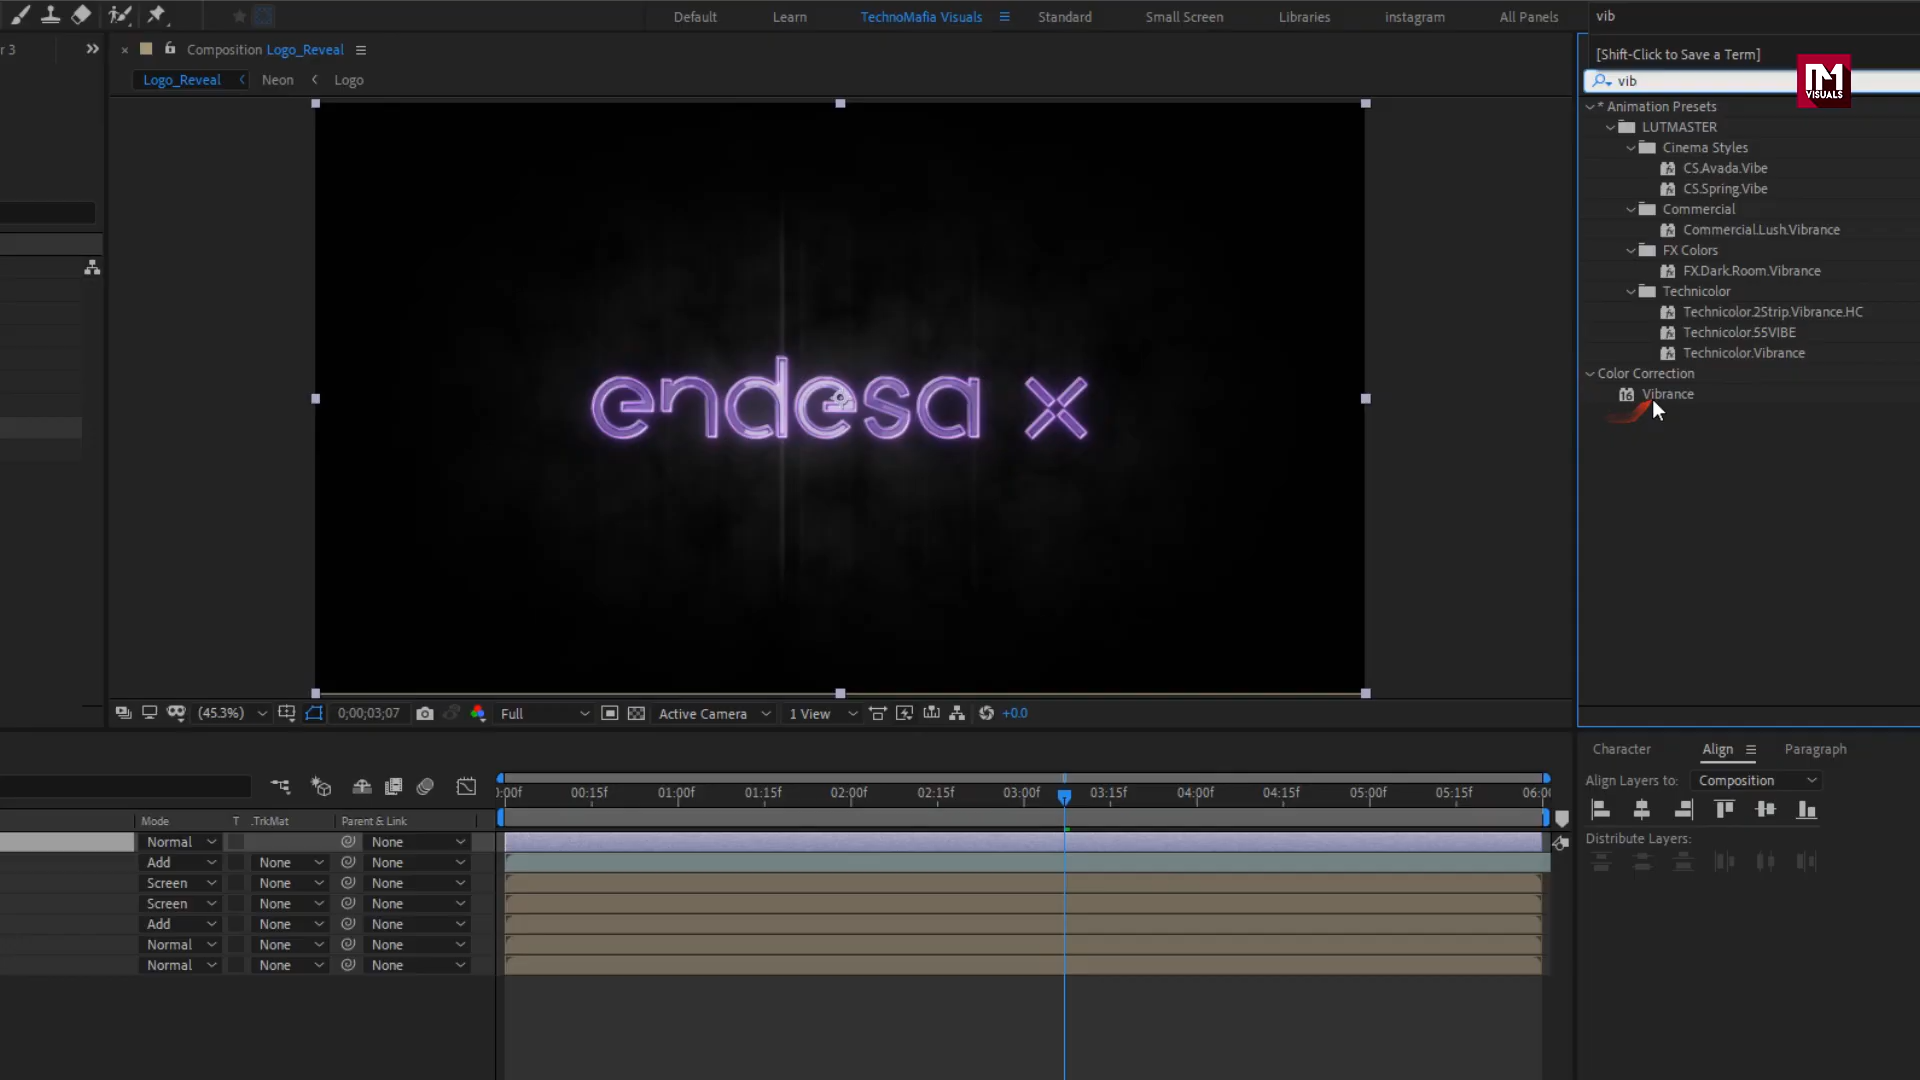 Default Learn TechnoMafia Visuals Standard Small Screen Libraries instagram All Panels vib
r 3 Composition Logo_Reveal
[Shift-Click to Save a Term]
Logo_Reveal Neon Logo
vib
M
VISUALS
* Animation Presets
LUTMASTER
Cinema Styles
CS.Avada.Vibe
CS.Spring.Vibe
Commercial
Commercial.Lush.Vibrance
FX Colors
FX.Dark.Room.Vibrance
Technicolor
Technicolor.2Strip.Vibrance.HC
Technicolor.55VIBE
Technicolor.Vibrance
Color Correction
16 Vibrance
endesa x
(45.3%) 0;00;03;07 Full Active Camera 1 View +0.0
Character Align Paragraph
Align Layers to: Composition
Distribute Layers:
):00f 00:15f 01:00f 01:15f 02:00f 02:15f 03:00f 03:15f 04:00f 04:15f 05:00f 05:15f 06:0(
Mode T .TrkMat Parent & Link
Normal None
Add None None
Screen None None
Screen None None
Add None None
Normal None None
Normal None None